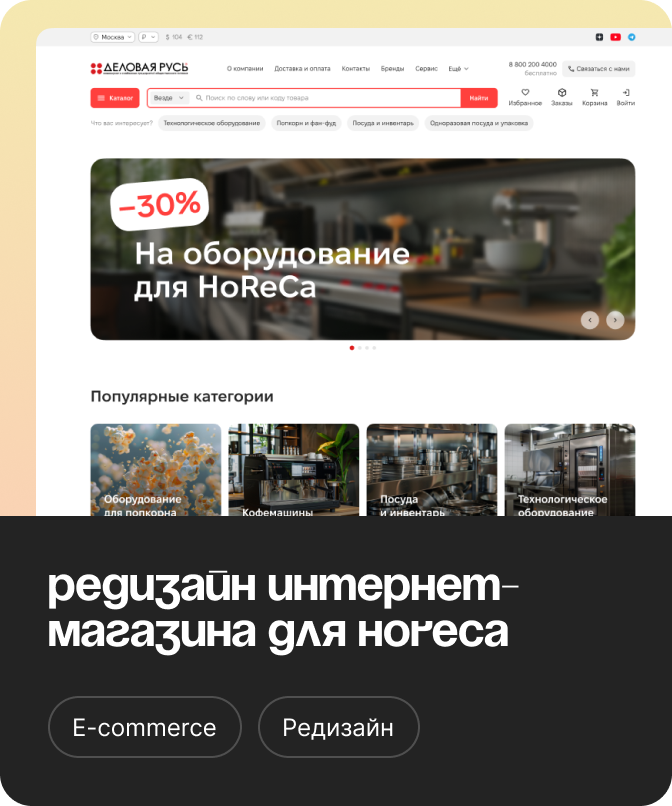 Москва ₽ $ 104 € 112
ДЕЛОВАЯ РУСЬ
О компании Доставка и оплата Контакты Бренды Сервис Ещё
8 800 200 4000
бесплатно
Связаться с нами
Каталог Везде Поиск по слову или коду товара Найти
Избранное Заказы Корзина Войти
Что вас интересует? Технологическое оборудование Попкорн и фан-фуд Посуда и инвентарь Одноразовая посуда и упаковка
–30%
На оборудование
для HoReCa
Популярные категории
Оборудование
для попкорна
Кофемашины
Посуда
и инвентарь
Технологическое
оборудование
редизайн интернет-
магазина для horeca
E-commerce Редизайн